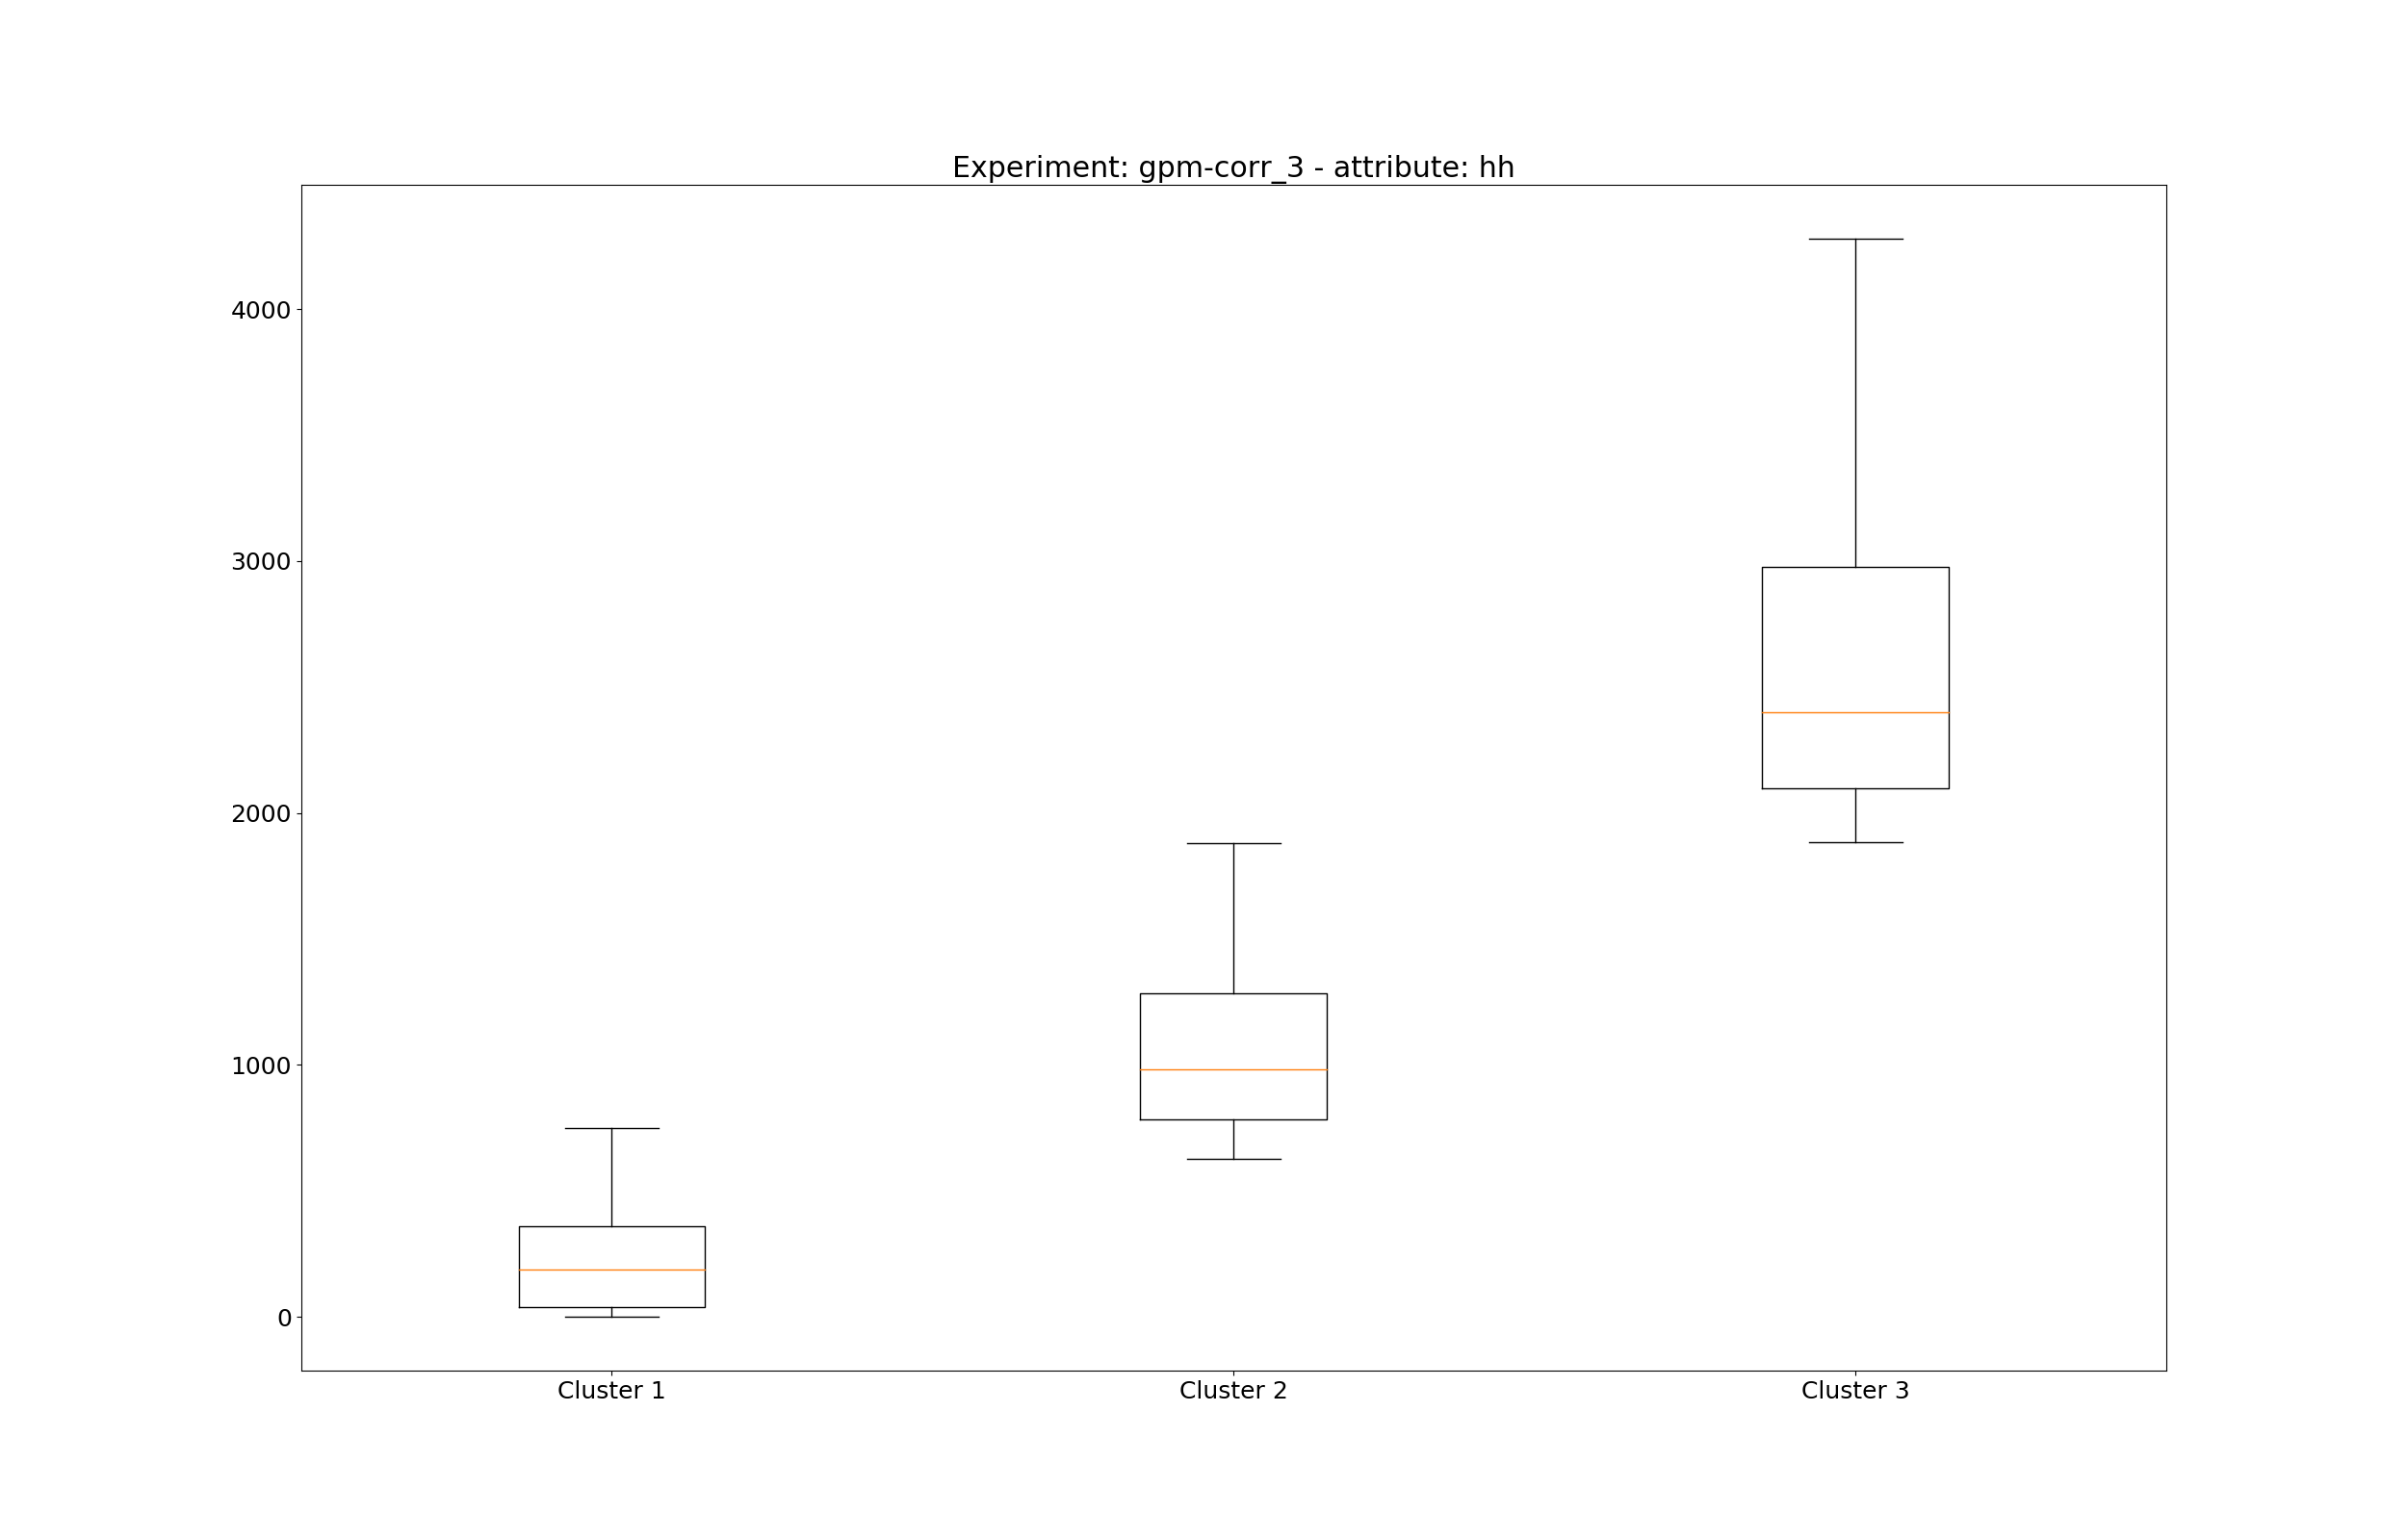 Experiment: gpm-corr_3 - attribute: hh
4000
3000
2000
1000
0
Cluster 1 Cluster 2 Cluster 3